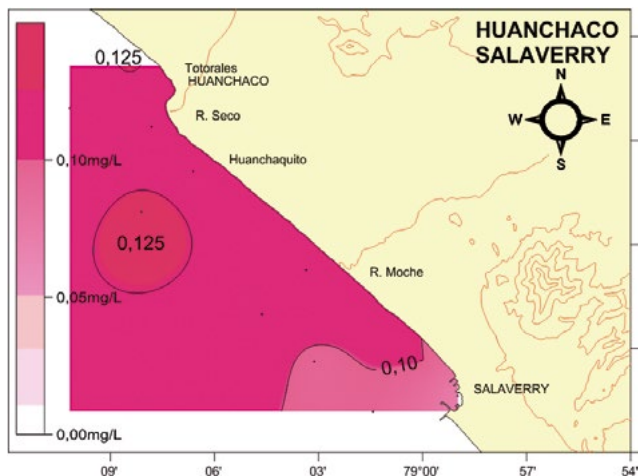 HUANCHACO
SALAVERRY
N
W E
S
0,125
Totorales
HUANCHACO
R. Seco
Huanchaquito
0,10mg/L
0,125
R. Moche
0,05mg/L
0,10
SALAVERRY
0,00mg/L
09' 06' 03' 79°00' 57' 54'